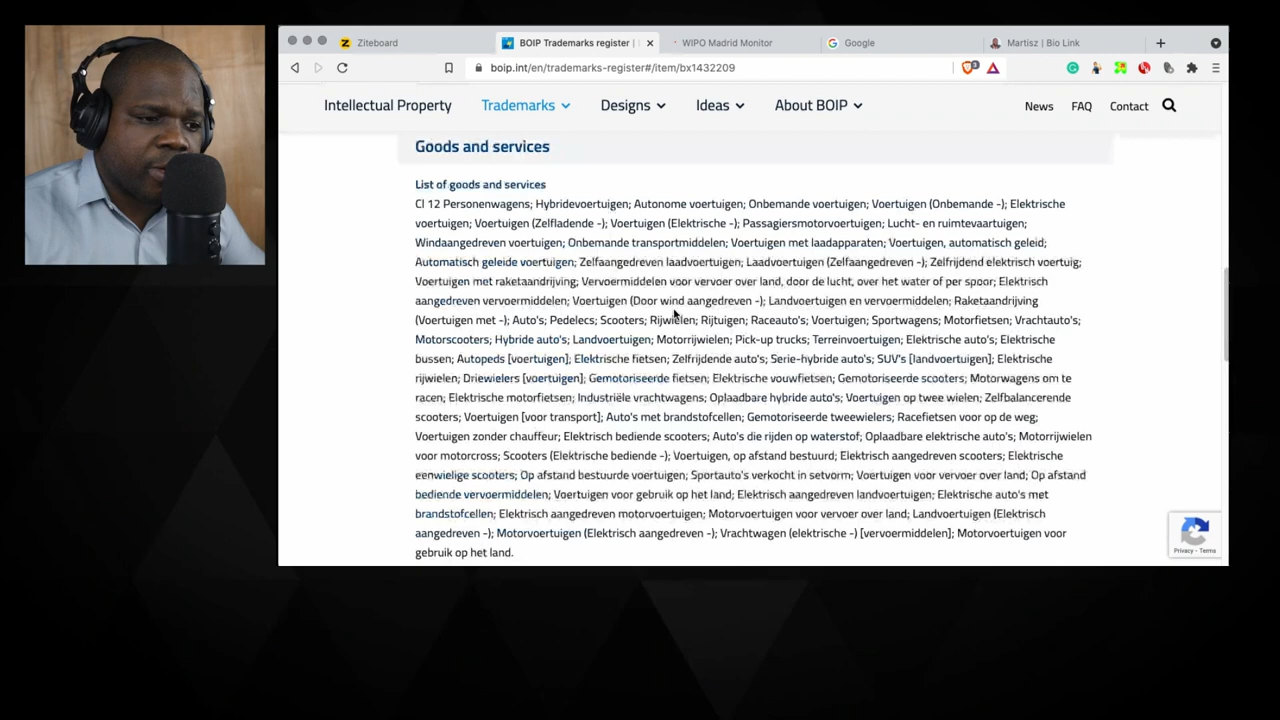 Ziteboard
BOIP Trademarks register |
WIPO Madrid Monitor
Google
Martisz | Bio Link
boip.int/en/trademarks-register#/item/bx1432209
Intellectual Property
Trademarks
Designs
Ideas
About BOIP
News
FAQ
Contact
Goods and services
List of goods and services
Cl 12 Personenwagens; Hybridevoertuigen; Autonome voertuigen; Onbemande voertuigen; Voertuigen (Onbemande -); Elektrische
voertuigen; Voertuigen (Zelfladende -); Voertuigen (Elektrische -); Passagiersmotorvoertuigen; Lucht- en ruimtevaartuigen;
Windaangedreven voertuigen; Onbemande transportmiddelen; Voertuigen met laadapparaten; Voertuigen, automatisch geleid;
Automatisch geleide voertuigen; Zelfaangedreven laadvoertuigen; Laadvoertuigen (Zelfaangedreven -); Zelfrijdend elektrisch voertuig;
Voertuigen met raketaandrijving; Vervoermiddelen voor vervoer over land, door de lucht, over het water of per spoor; Elektrisch
aangedreven vervoermiddelen; Voertuigen (Door wind aangedreven -); Landvoertuigen en vervoermiddelen; Raketaandrijving
(Voertuigen met -); Auto's; Pedelecs; Scooters; Rijwielen; Rijtuigen; Raceauto's; Voertuigen; Sportwagens; Motorfietsen; Vrachtauto's;
Motorscooters; Hybride auto's; Landvoertuigen; Motorrijwielen; Pick-up trucks; Terreinvoertuigen; Elektrische auto's; Elektrische
bussen; Autopeds [voertuigen]; Elektrische fietsen; Zelfrijdende auto's; Serie-hybride auto's; SUV's [landvoertuigen]; Elektrische
rijwielen; Driewielers [voertuigen]; Gemotoriseerde fietsen; Elektrische vouwfietsen; Gemotoriseerde scooters; Motorwagens om te
racen; Elektrische motorfietsen; Industriële vrachtwagens; Oplaadbare hybride auto's; Voertuigen op twee wielen; Zelfbalancerende
scooters; Voertuigen [voor transport]; Auto's met brandstofcellen; Gemotoriseerde tweewielers; Racefietsen voor op de weg;
Voertuigen zonder chauffeur; Elektrisch bediende scooters; Auto's die rijden op waterstof; Oplaadbare elektrische auto's; Motorrijwielen
voor motorcross; Scooters (Elektrische bediende -); Voertuigen, op afstand bestuurd; Elektrisch aangedreven scooters; Elektrische
eenwielige scooters; Op afstand bestuurde voertuigen; Sportauto's verkocht in setvorm; Voertuigen voor vervoer over land; Op afstand
bediende vervoermiddelen; Voertuigen voor gebruik op het land; Elektrisch aangedreven landvoertuigen; Elektrische auto's met
brandstofcellen; Elektrisch aangedreven motorvoertuigen; Motorvoertuigen voor vervoer over land; Landvoertuigen (Elektrisch
aangedreven -); Motorvoertuigen (Elektrisch aangedreven -); Vrachtwagen (elektrische -) [vervoermiddelen]; Motorvoertuigen voor
gebruik op het land.
Privacy - Terms